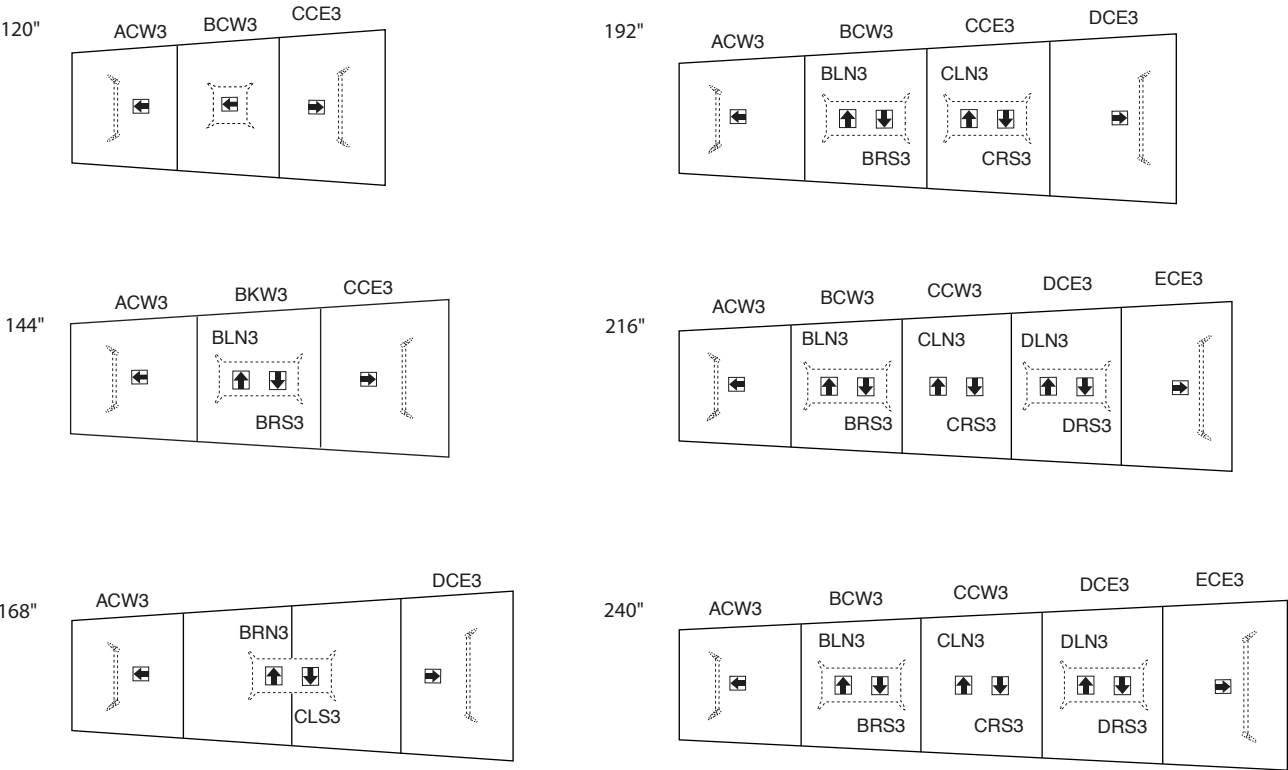 120"
ACW3 BCW3 CCE3
144"
ACW3 BKW3 CCE3
BLN3
BRS3
168"
ACW3 DCE3
BRN3
CLS3
192"
ACW3 BCW3 CCE3 DCE3
BLN3 CLN3
BRS3 CRS3
216"
ACW3 BCW3 CCW3 DCE3 ECE3
BLN3 CLN3 DLN3
BRS3 CRS3 DRS3
240"
ACW3 BCW3 CCW3 DCE3 ECE3
BLN3 CLN3 DLN3
BRS3 CRS3 DRS3